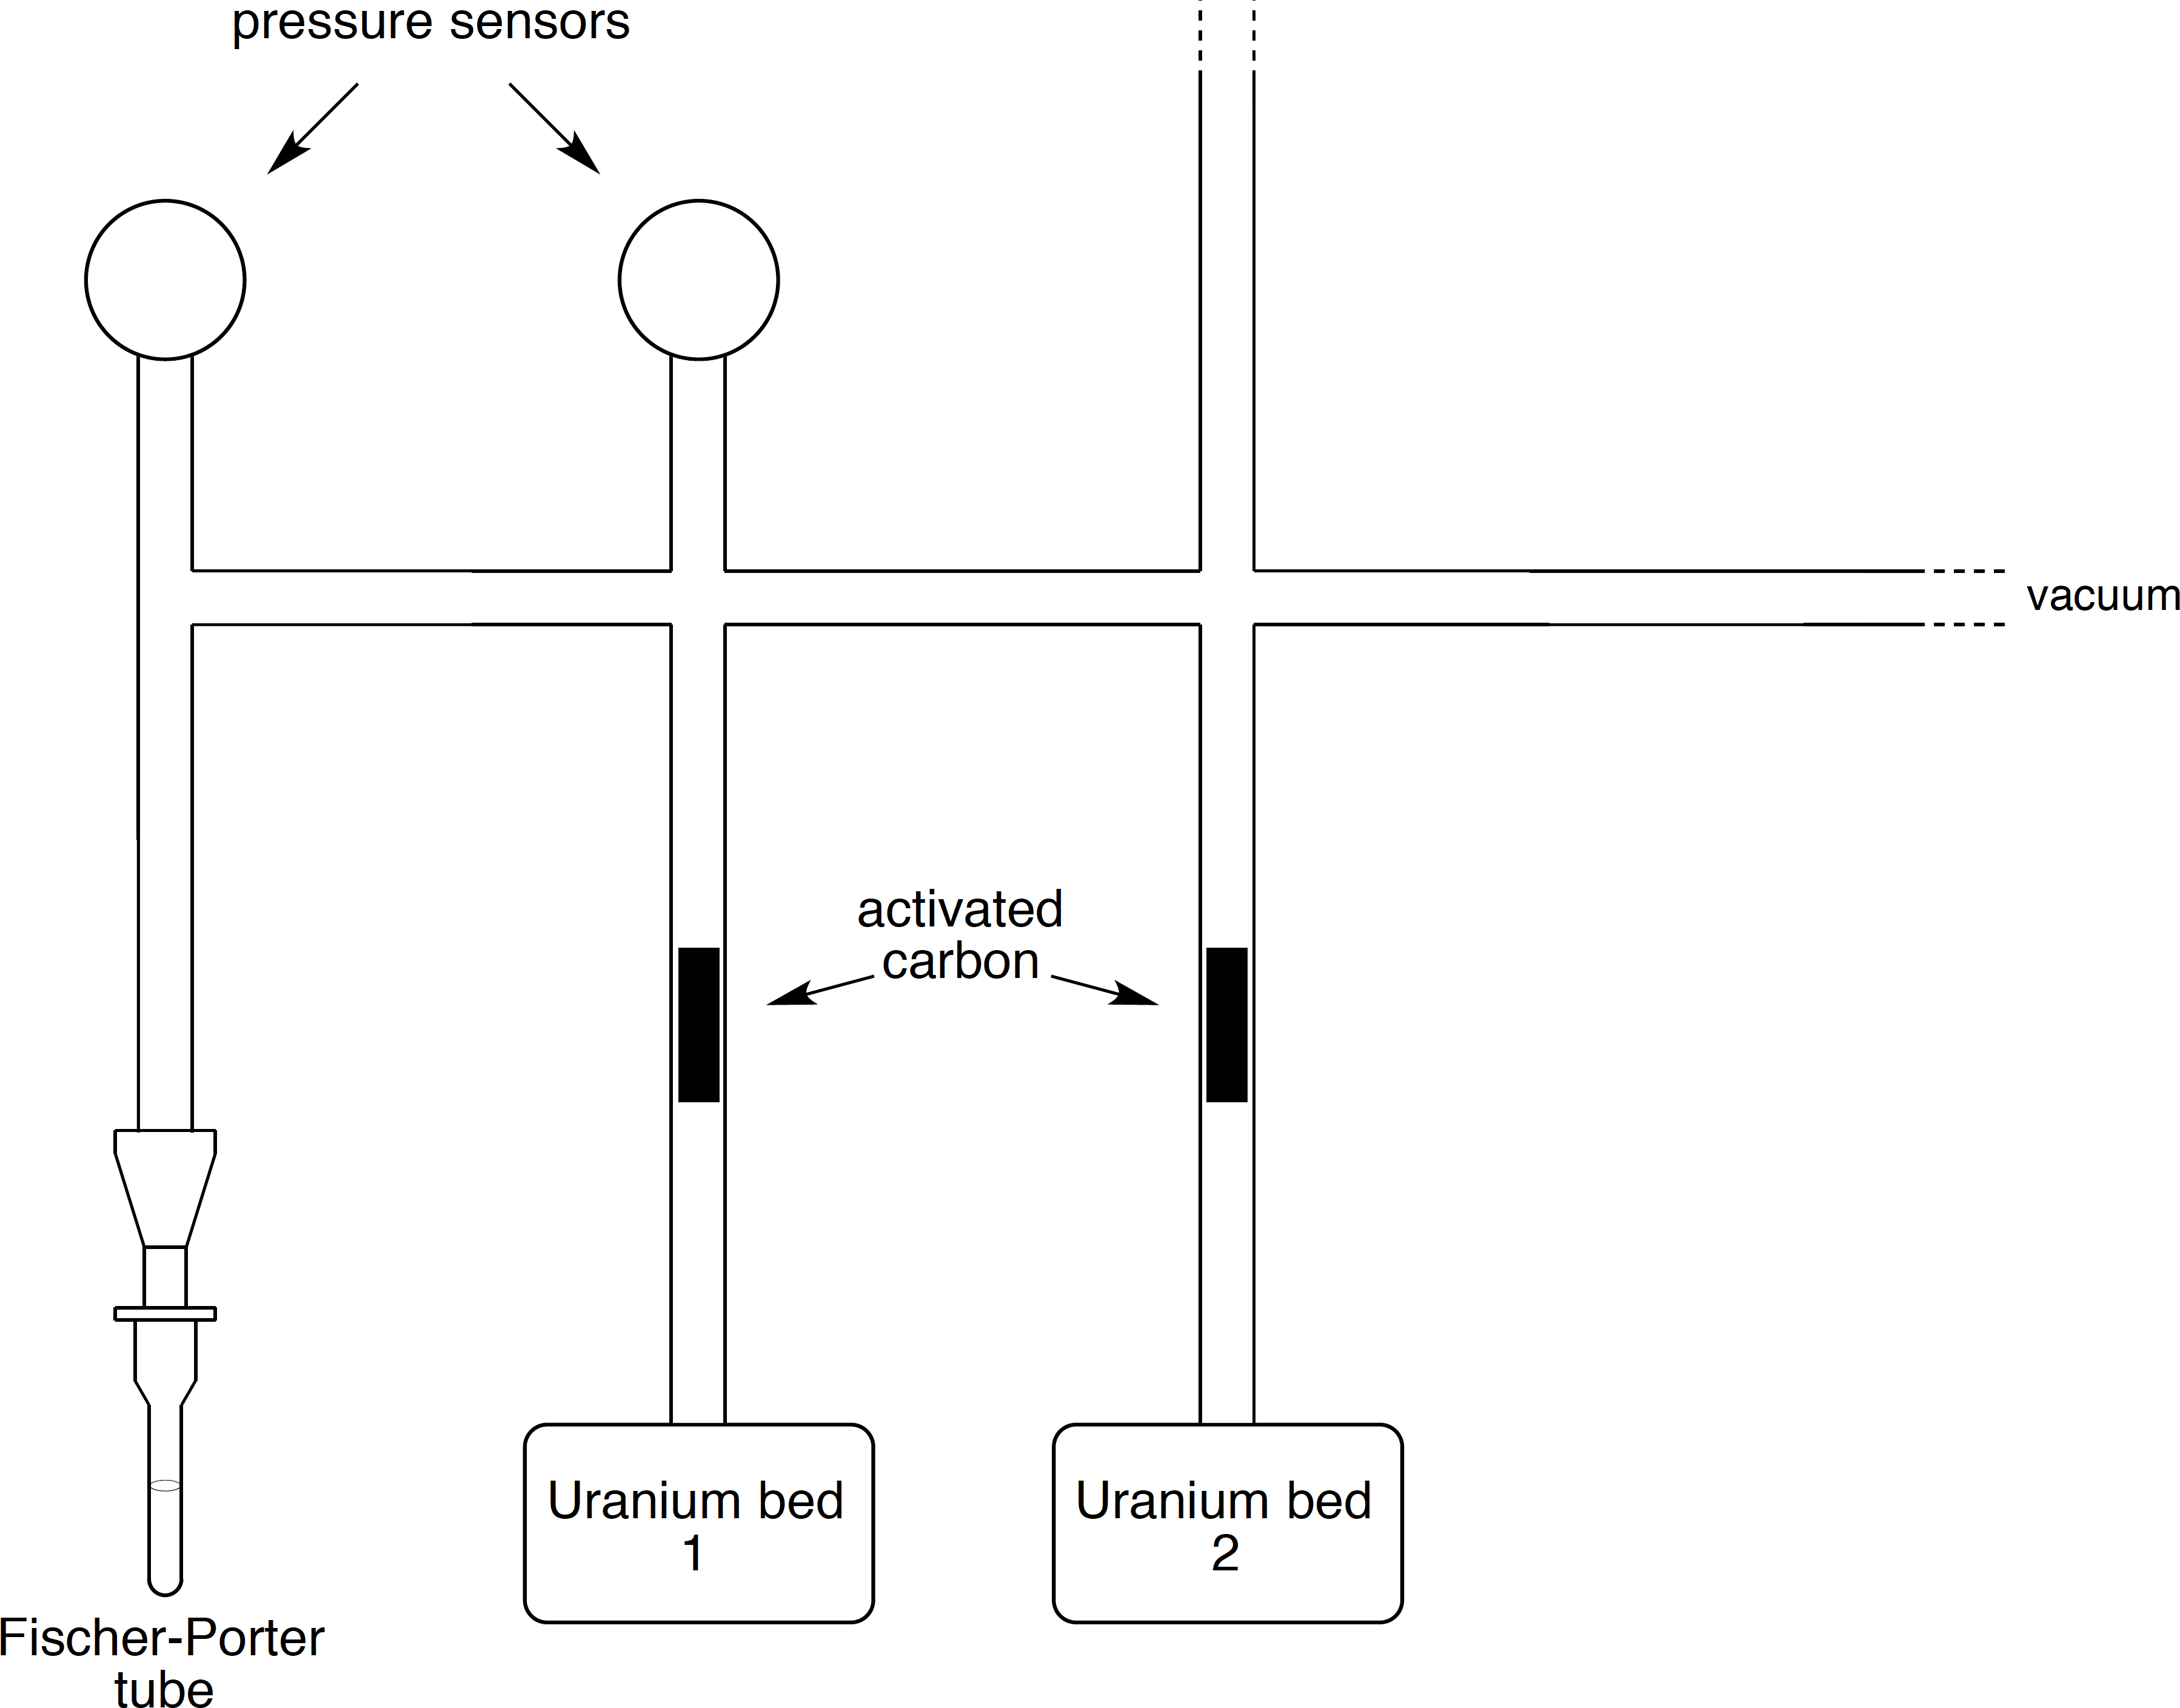 pressure sensors
vacuum
activated
carbon
Uranium bed
1
Uranium bed
2
Fischer-Porter
tube